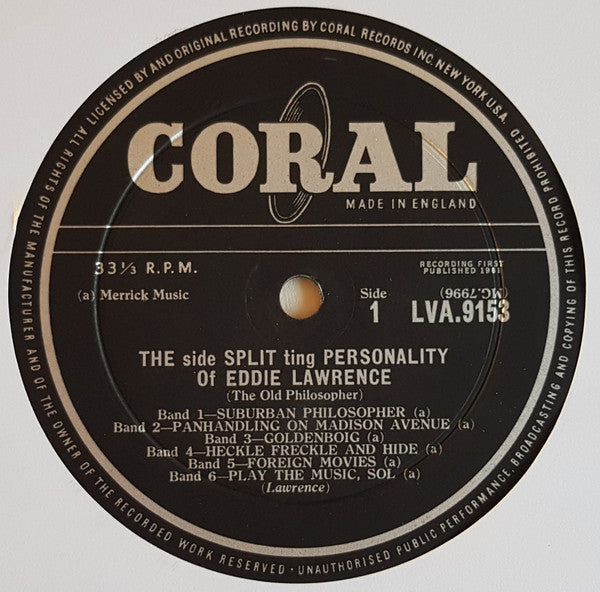 ALL RIGHTS OF THE MANUFACTURER AND OF THE OWNER OF THE RECORDED WORK RESERVED · UNAUTHORISED PUBLIC PERFORMANCE, BROADCASTING AND COPYING OF THIS RECORD PROHIBITED
LICENSED BY AND ORIGINAL RECORDING BY CORAL RECORDS INC. NEW YORK U.S.A.
CORAL
MADE IN ENGLAND
33⅓ R.P.M.
RECORDING FIRST
PUBLISHED 1961
(a) Merrick Music
Side
1
(MG.7996)
LVA.9153
THE side SPLIT ting PERSONALITY
Of EDDIE LAWRENCE
(The Old Philosopher)
Band 1—SUBURBAN PHILOSOPHER (a)
Band 2—PANHANDLING ON MADISON AVENUE (a)
Band 3—GOLDENBOIG (a)
Band 4—HECKLE FRECKLE AND HIDE (a)
Band 5—FOREIGN MOVIES (a)
Band 6—PLAY THE MUSIC, SOL (a)
(Lawrence)